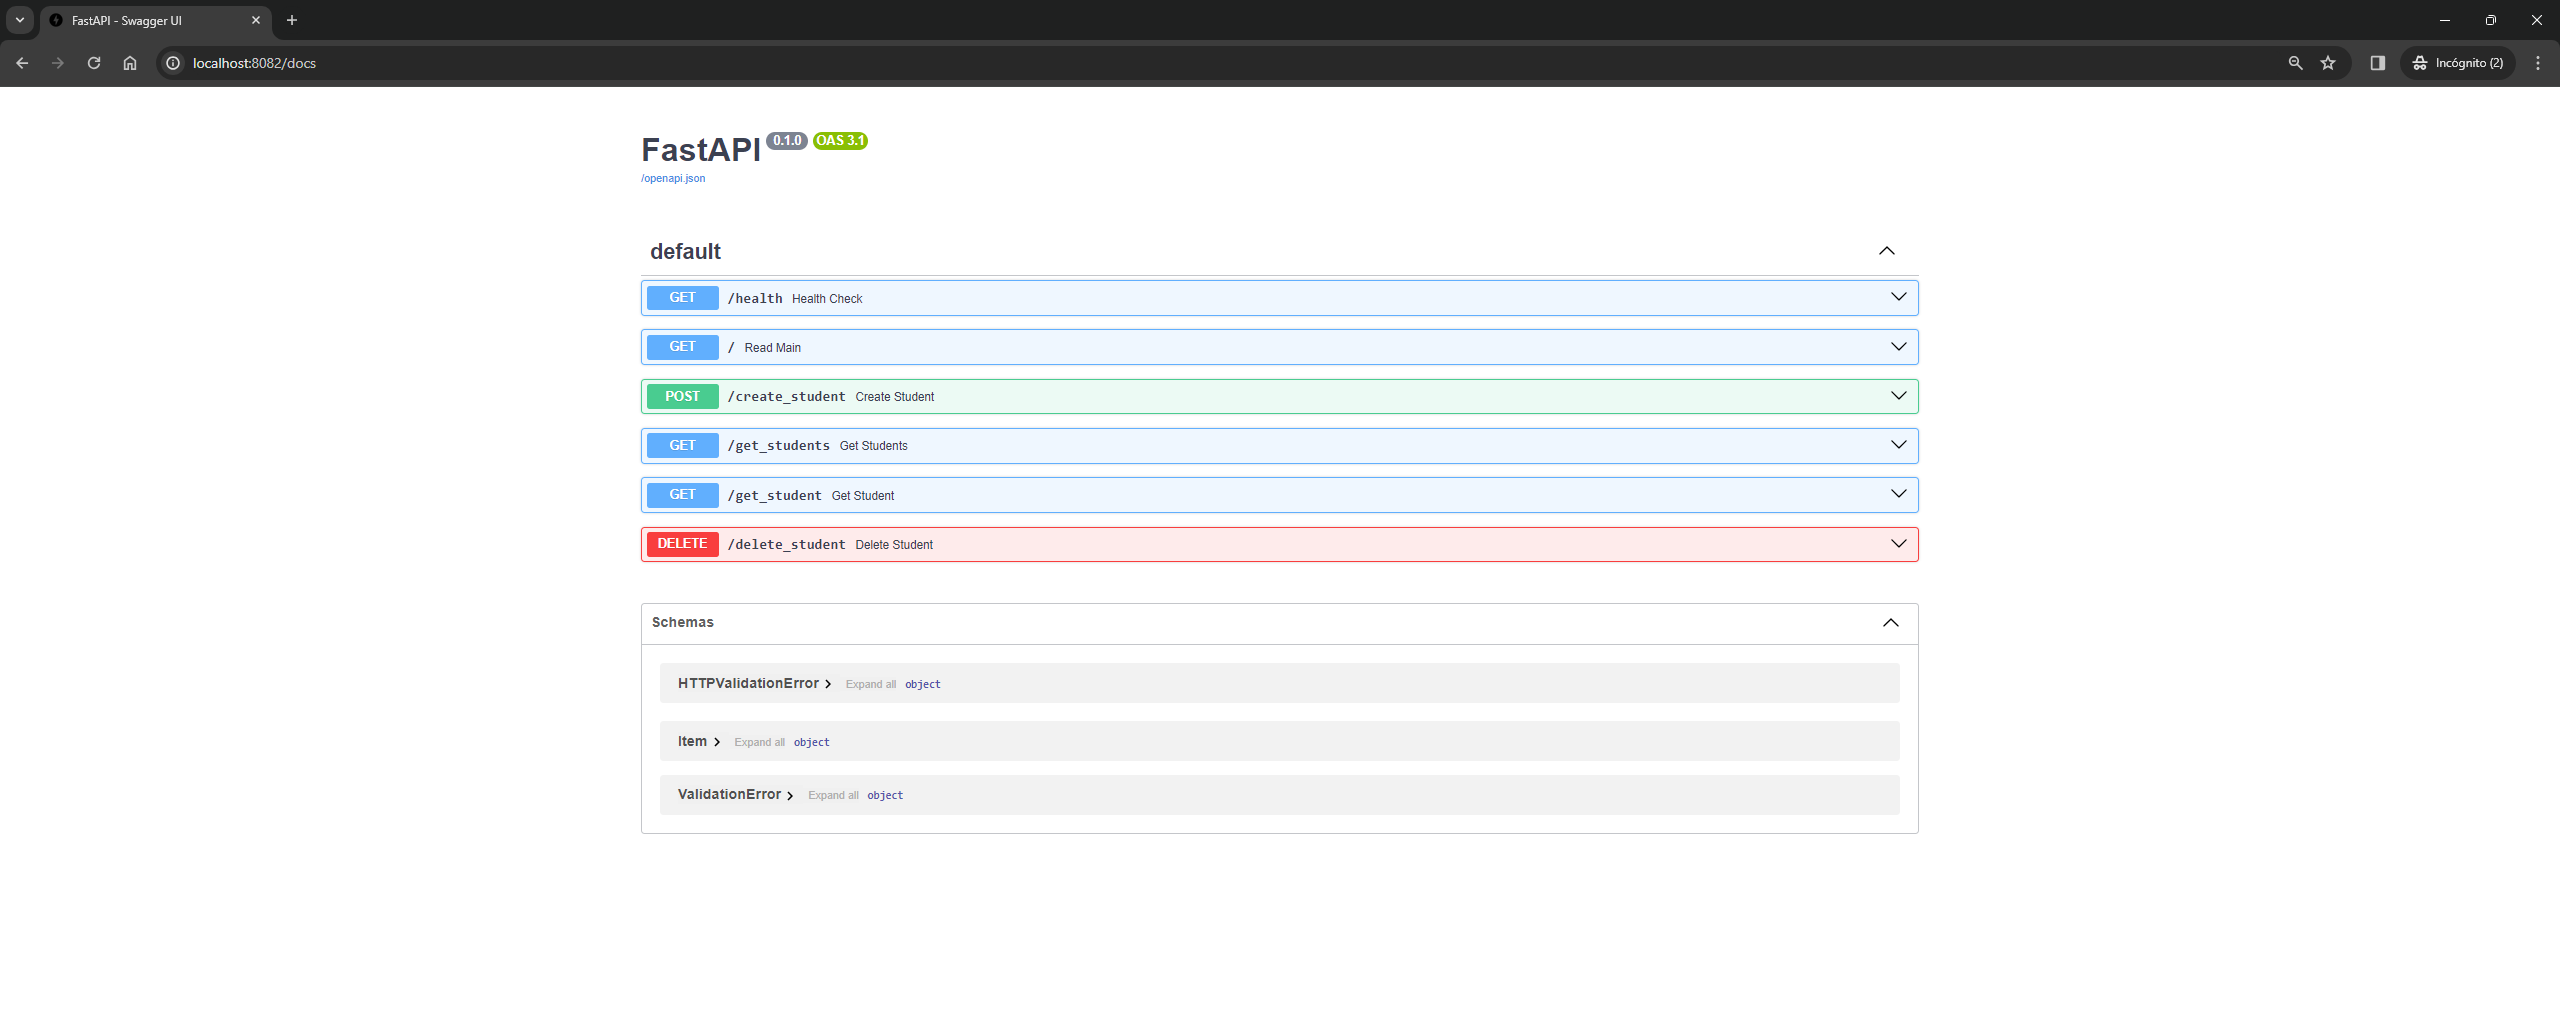 FastAPI - Swagger UI
localhost:8082/docs
Incógnito (2)
FastAPI 0.1.0 OAS 3.1
/openapi.json
default
GET /health Health Check
GET / Read Main
POST /create_student Create Student
GET /get_students Get Students
GET /get_student Get Student
DELETE /delete_student Delete Student
Schemas
HTTPValidationError Expand all object
Item Expand all object
ValidationError Expand all object